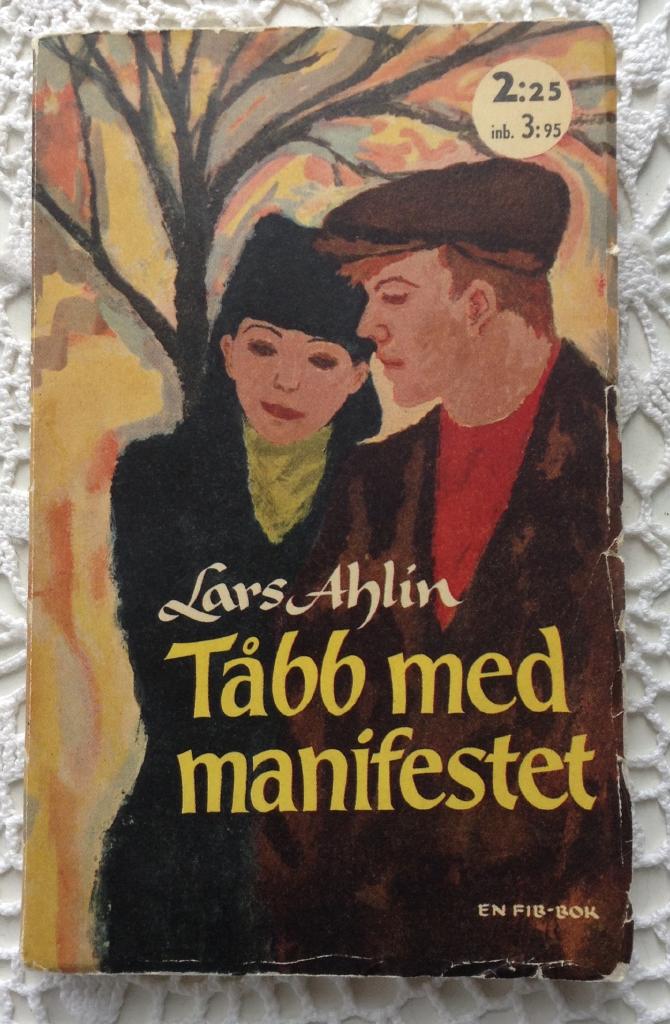 2:25
inb. 3:95
Lars Ahlin
Tåbb med
manifestet
EN FIB-BOK